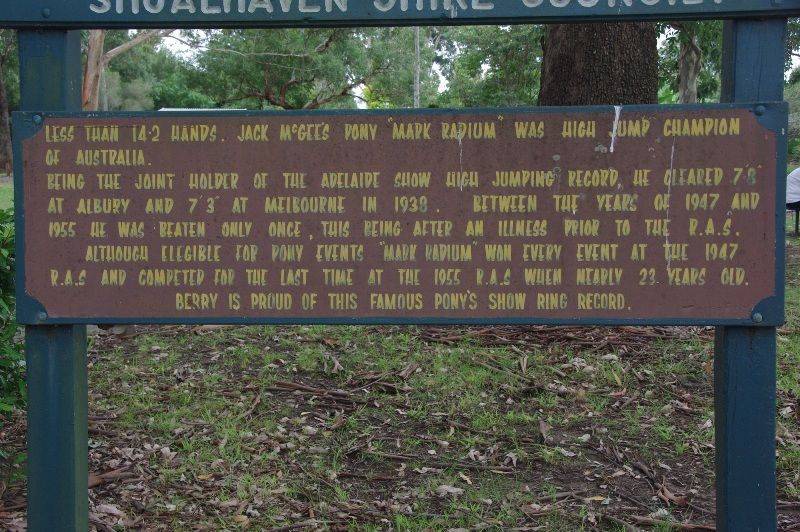 SHOALHAVEN SHIRE COUNCIL.
LESS THAN 14·2 HANDS. JACK McGEE'S PONY "MARK RADIUM" WAS HIGH JUMP CHAMPION
OF AUSTRALIA.
BEING THE JOINT HOLDER OF THE ADELAIDE SHOW HIGH JUMPING RECORD, HE CLEARED 7'8"
AT ALBURY AND 7'3" AT MELBOURNE IN 1938. BETWEEN THE YEARS OF 1947 AND
1955 HE WAS BEATEN ONLY ONCE, THIS BEING AFTER AN ILLNESS PRIOR TO THE R.A.S.
ALTHOUGH ELEGIBLE FOR PONY EVENTS "MARK RADIUM" WON EVERY EVENT AT THE 1947
R.A.S AND COMPETED FOR THE LAST TIME AT THE 1955 R.A.S WHEN NEARLY 23 YEARS OLD.
BERRY IS PROUD OF THIS FAMOUS PONY'S SHOW RING RECORD.